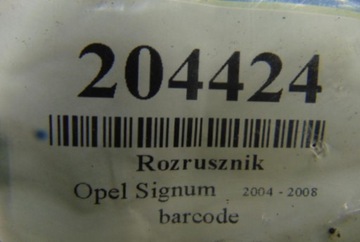 204424
Rozrusznik
Opel Signum 2004 - 2008
barcode